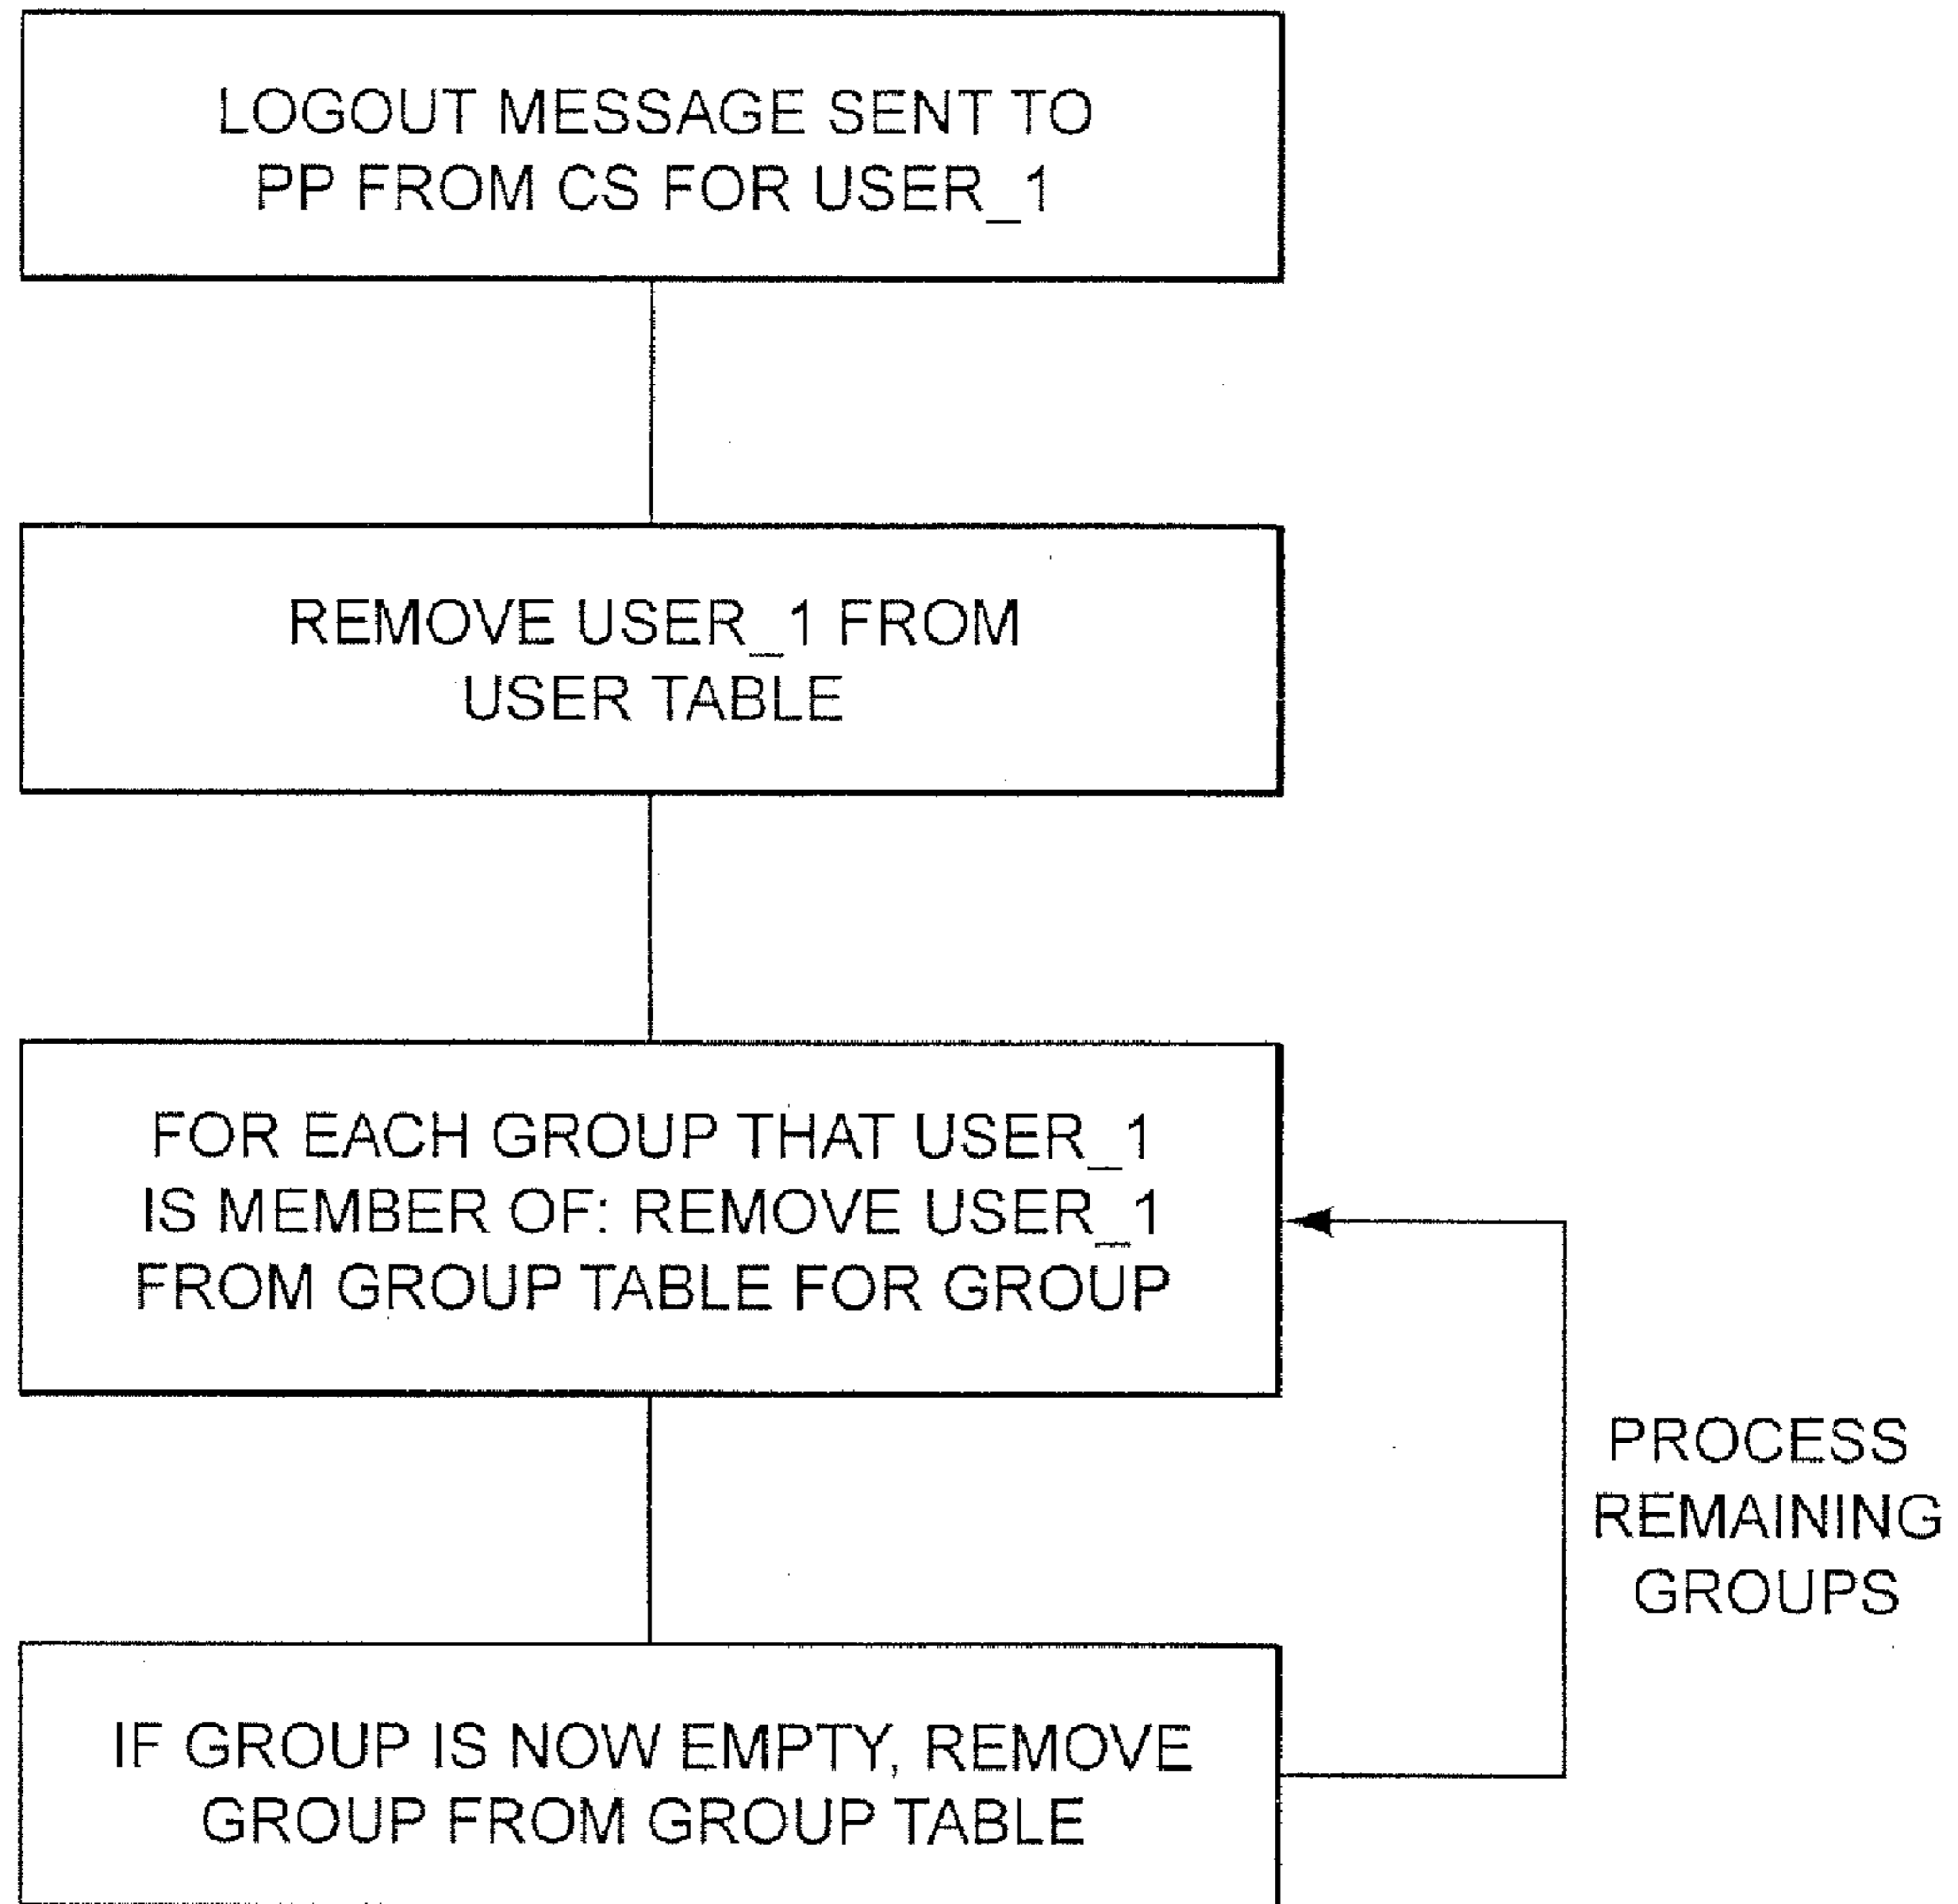 LOGOUT MESSAGE SENT TO
PP FROM CS FOR USER_1
REMOVE USER_1 FROM
USER TABLE
FOR EACH GROUP THAT USER_1
IS MEMBER OF: REMOVE USER_1
FROM GROUP TABLE FOR GROUP
PROCESS
REMAINING
GROUPS
IF GROUP IS NOW EMPTY, REMOVE
GROUP FROM GROUP TABLE